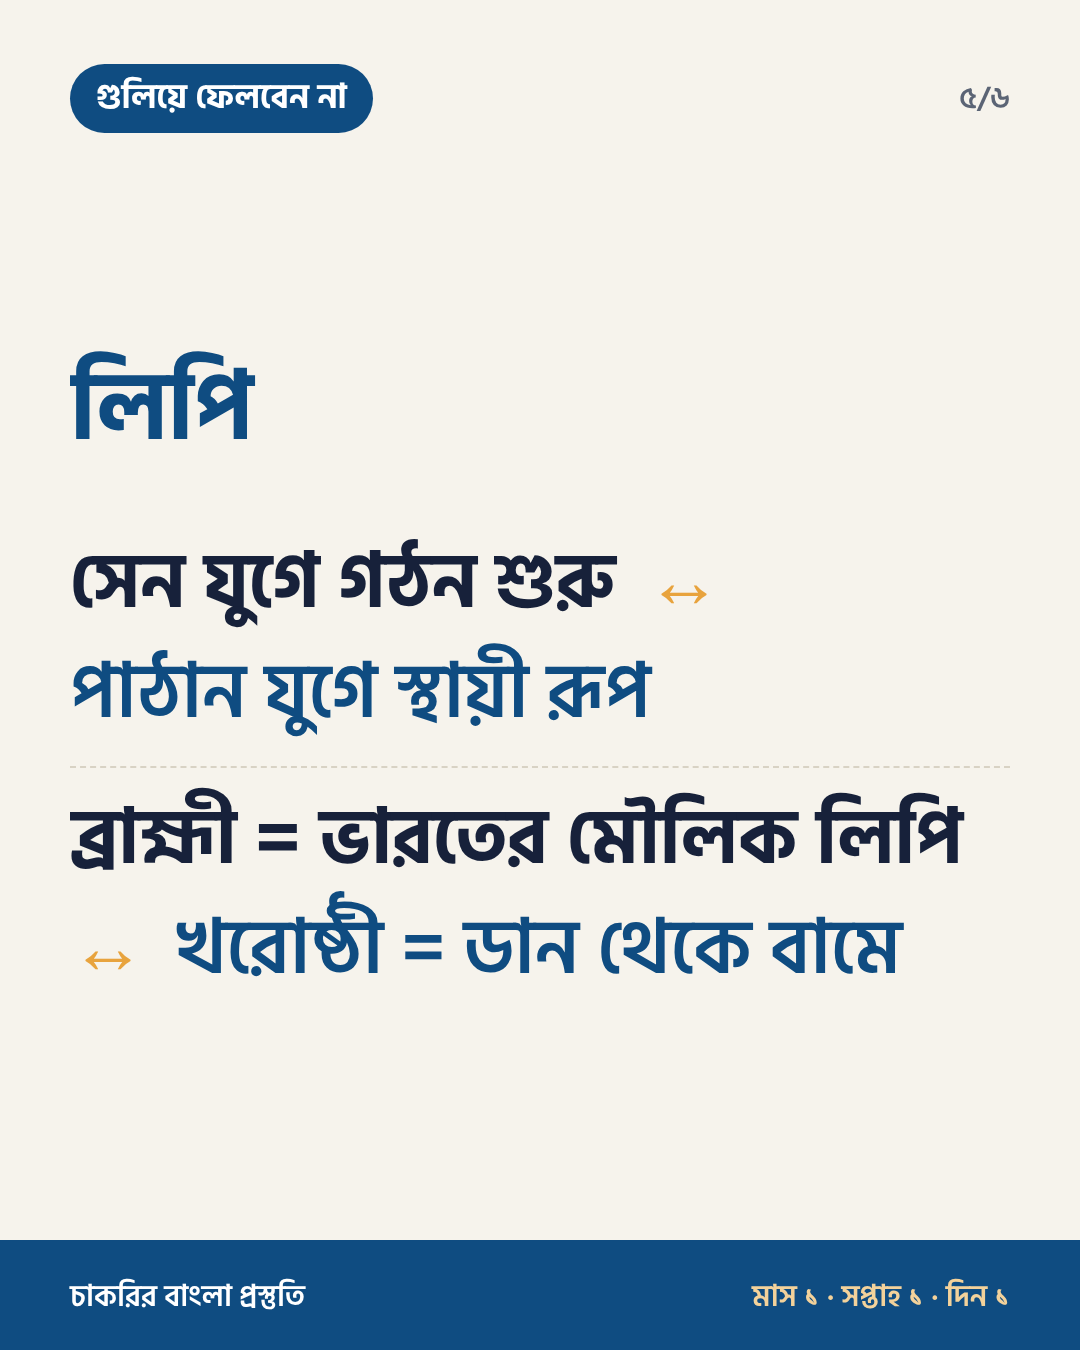 গুলিয়ে ফেলবেন না
৫/৬
লিপি
সেন যুগে গঠন শুরু ↔
পাঠান যুগে স্থায়ী রূপ
ব্রাহ্মী = ভারতের মৌলিক লিপি
↔ খরোষ্ঠী = ডান থেকে বামে
চাকরির বাংলা প্রস্তুতি
মাস ১ · সপ্তাহ ১ · দিন ১